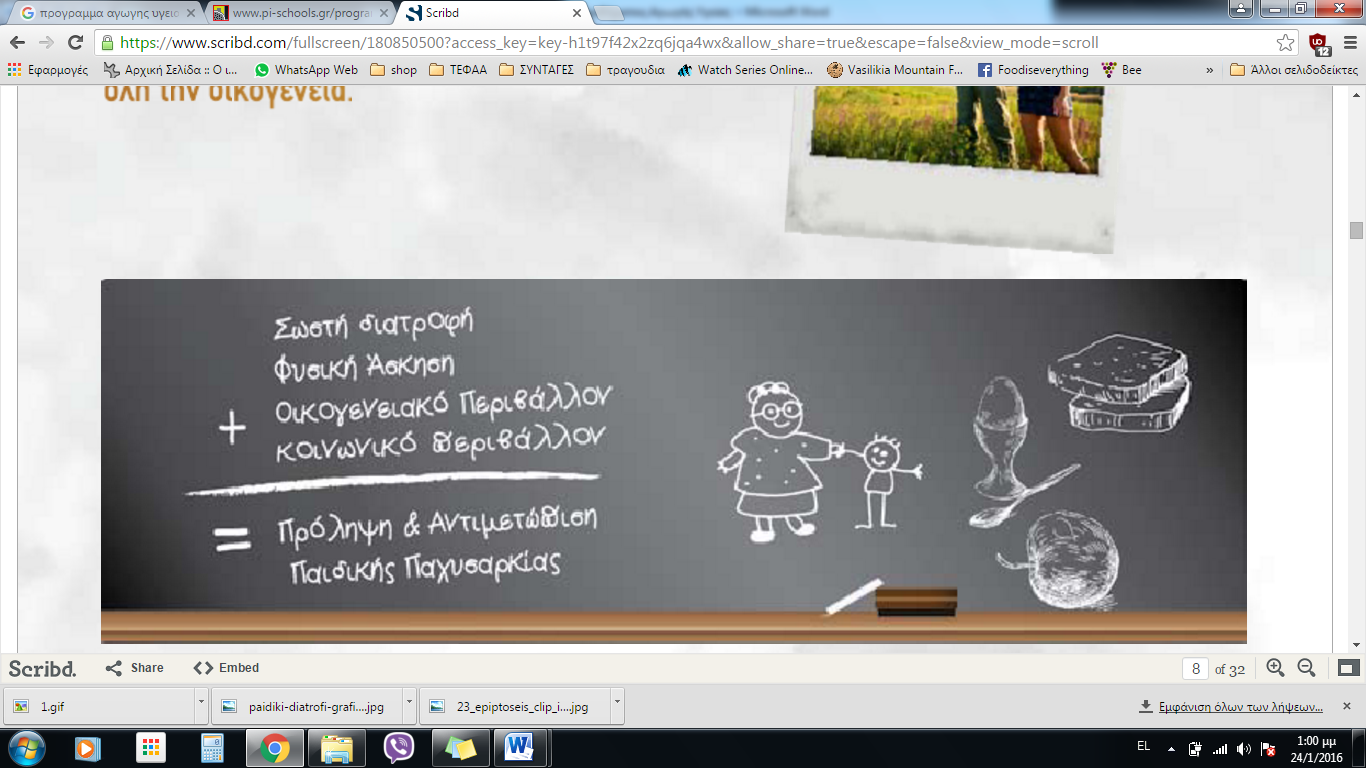 προγραμμα αγωγης υγεισ
www.pi-schools.gr/progra
Scribd
https://www.scribd.com/fullscreen/180850500?access_key=key-h1t97f42x2zq6jqa4wx&allow_share=true&escape=false&view_mode=scroll
12
Εφαρμογές
Αρχική Σελίδα :: Ο ι...
WhatsApp Web
shop
ΤΕΦΑΑ
ΣΥΝΤΑΓΕΣ
τραγουδια
Watch Series Online...
Vasilikia Mountain F...
Foodiseverything
Bee
»
Άλλοι σελιδοδείκτες
όλη την οικογένεια.
Σωστή διατροφή
Φυσική Άσκηση
+ Οικογενειακό Περιβάλλον
κοινωνικό περιβάλλον
= Πρόληψη & Αντιμετώπιση
Παιδικής Παχυσαρκίας
Scribd.
Share
Embed
8 of 32
1.gif
paidiki-diatrofi-grafi....jpg
23_epiptoseis_clip_i....jpg
Εμφάνιση όλων των λήψεων...
EL
1:00 μμ
24/1/2016